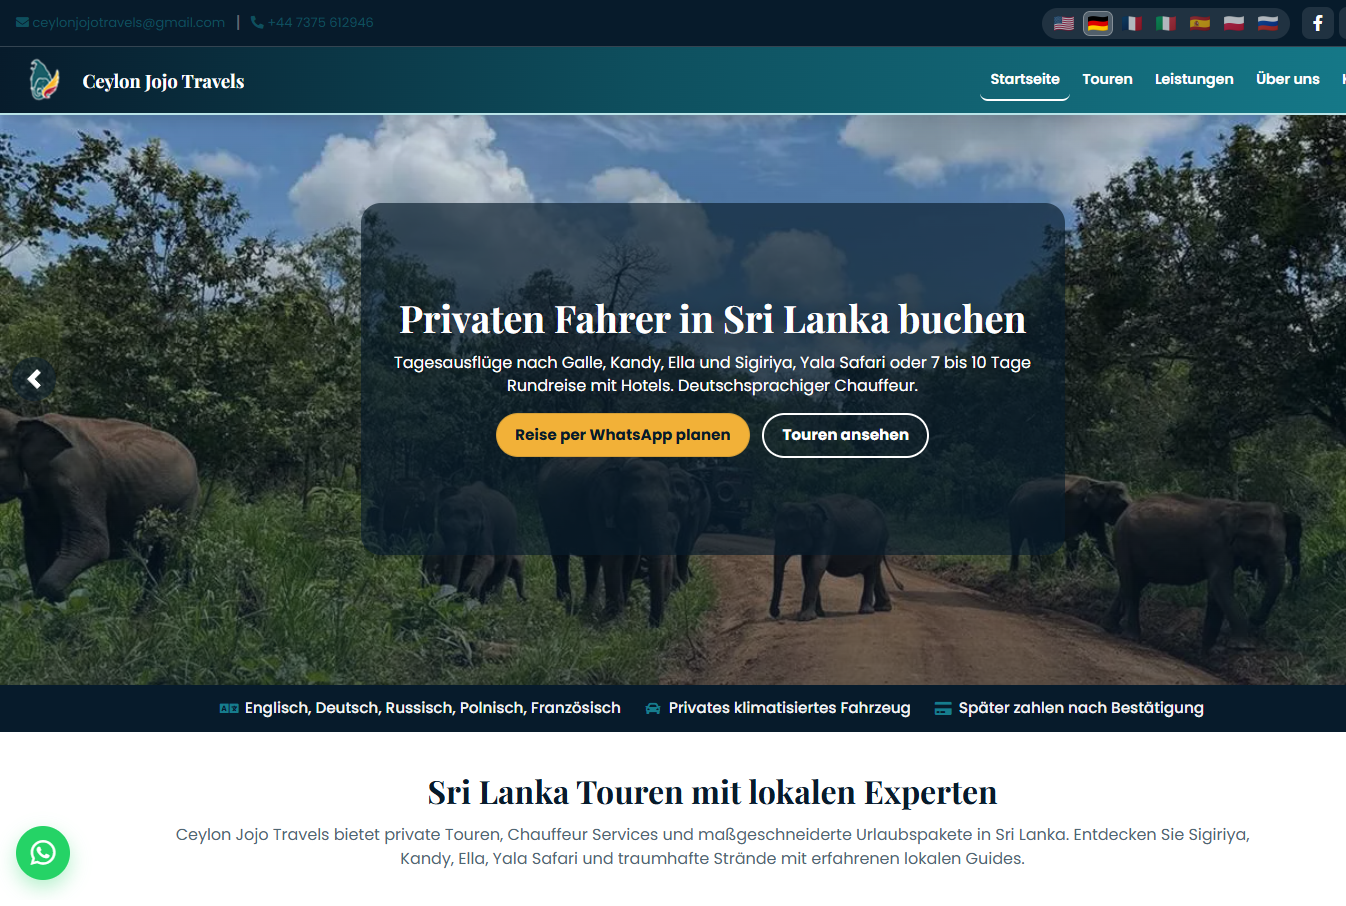 ceylonjojotravels@gmail.com | +44 7375 612946
Ceylon Jojo Travels
Startseite Touren Leistungen Über uns
Privaten Fahrer in Sri Lanka buchen
Tagesausflüge nach Galle, Kandy, Ella und Sigiriya, Yala Safari oder 7 bis 10 Tage
Rundreise mit Hotels. Deutschsprachiger Chauffeur.
Reise per WhatsApp planen Touren ansehen
Englisch, Deutsch, Russisch, Polnisch, Französisch Privates klimatisiertes Fahrzeug Später zahlen nach Bestätigung
Sri Lanka Touren mit lokalen Experten
Ceylon Jojo Travels bietet private Touren, Chauffeur Services und maßgeschneiderte Urlaubspakete in Sri Lanka. Entdecken Sie Sigiriya,
Kandy, Ella, Yala Safari und traumhafte Strände mit erfahrenen lokalen Guides.